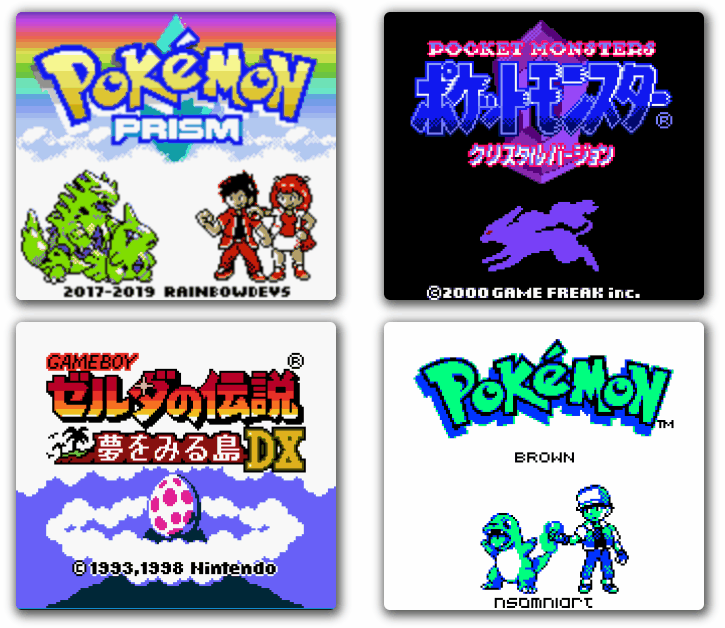 POKéMON
PRISM
2017-2019 RAINBOWDEVS
POCKET MONSTERS
ポケットモンスター®
クリスタルバージョン
©2000 GAME FREAK inc.
GAMEBOY ®
ゼルダの伝説
夢をみる島DX
©1993,1998 Nintendo
POKéMON™
BROWN
nsomniart